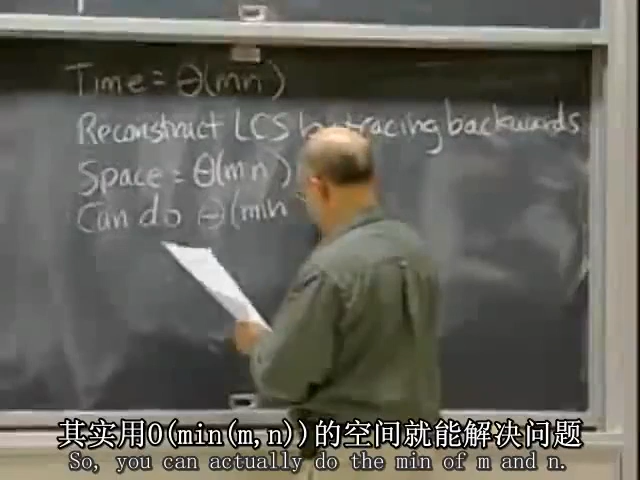 Time = Θ(mn)
Reconstruct LCS by tracing backwards
Space = Θ(mn)
Can do Θ(min
其实用O(min(m,n))的空间就能解决问题
So, you can actually do the min of m and n.